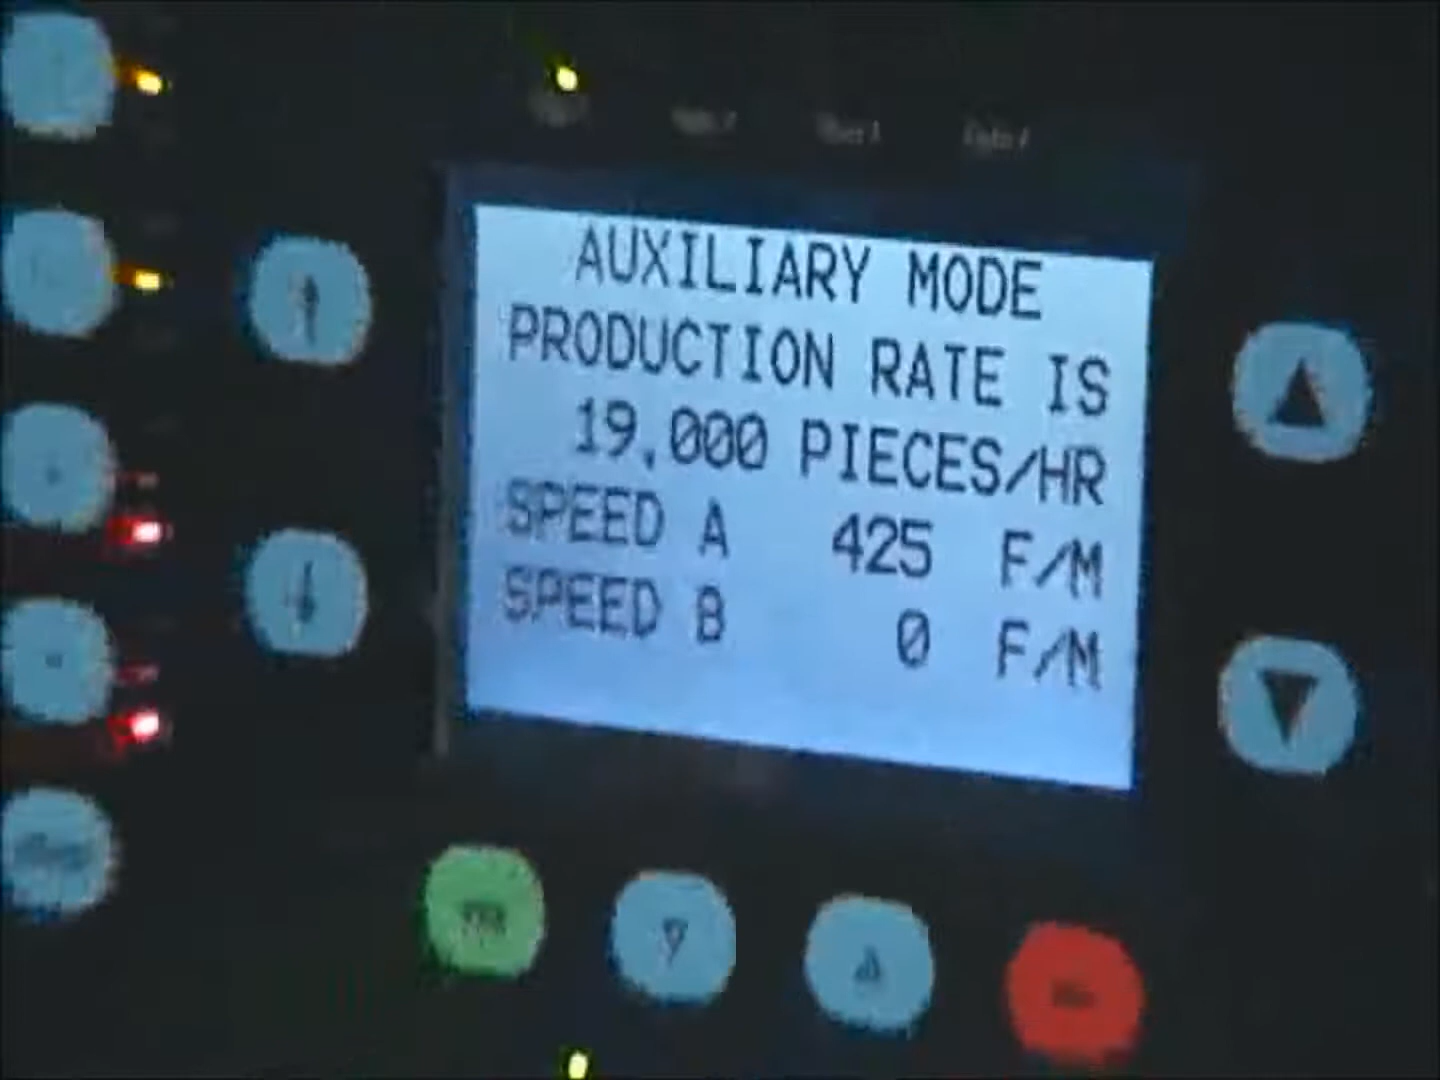 AUXILIARY MODE
PRODUCTION RATE IS
19,000 PIECES/HR
SPEED A 425 F/M
SPEED B 0 F/M